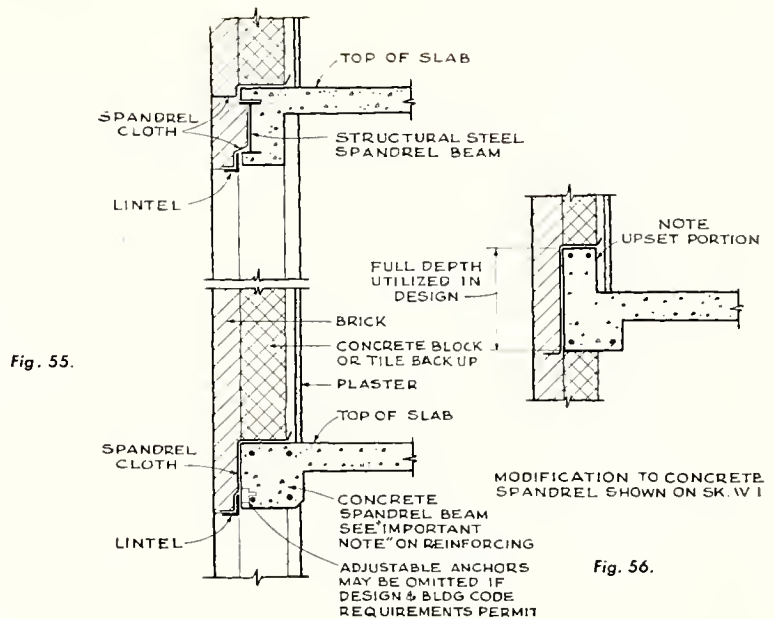 TOP OF SLAB
SPANDREL
CLOTH
STRUCTURAL STEEL
SPANDREL BEAM
LINTEL
BRICK
CONCRETE BLOCK
OR TILE BACK UP
PLASTER
TOP OF SLAB
SPANDREL
CLOTH
CONCRETE
SPANDREL BEAM
SEE "IMPORTANT
NOTE" ON REINFORCING
LINTEL
ADJUSTABLE ANCHORS
MAY BE OMITTED IF
DESIGN & BLDG CODE
REQUIREMENTS PERMIT
Fig. 55.
NOTE
UPSET PORTION
FULL DEPTH
UTILIZED IN
DESIGN
MODIFICATION TO CONCRETE
SPANDREL SHOWN ON SK. W 1
Fig. 56.